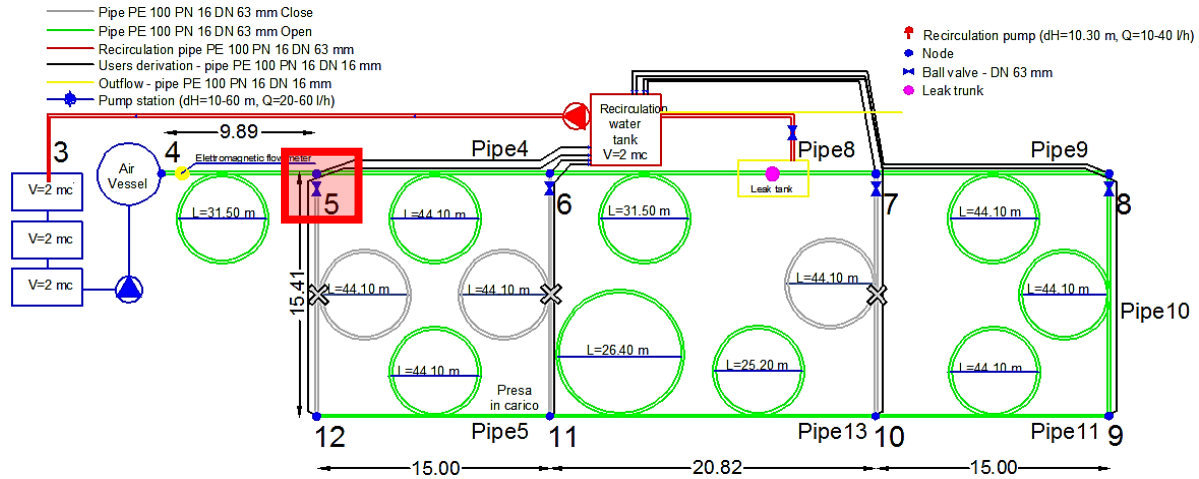 Pipe PE 100 PN 16 DN 63 mm Close
Pipe PE 100 PN 16 DN 63 mm Open
Recirculation pipe PE 100 PN 16 DN 63 mm
Users derivation - pipe PE 100 PN 16 DN 16 mm
Outflow - pipe PE 100 PN 16 DN 16 mm
Pump station (dH=10-60 m, Q=20-60 l/h)
Recirculation pump (dH=10.30 m, Q=10-40 l/h)
Node
Ball valve - DN 63 mm
Leak trunk
Recirculation
water
tank
V=2 mc
9.89
3
4
Elettromagnetic flowmeter
Pipe4
Pipe8
Pipe9
Air
Vessel
V=2 mc
V=2 mc
V=2 mc
5
6
7
8
Leak tank
L=31.50 m
L=44.10 m
L=31.50 m
L=44.10 m
15.41
L=44.10 m
L=44.10 m
L=44.10 m
L=44.10 m
Pipe10
L=44.10 m
L=26.40 m
L=25.20 m
L=44.10 m
Presa
in carico
12
Pipe5
11
Pipe13
10
Pipe11
9
15.00
20.82
15.00